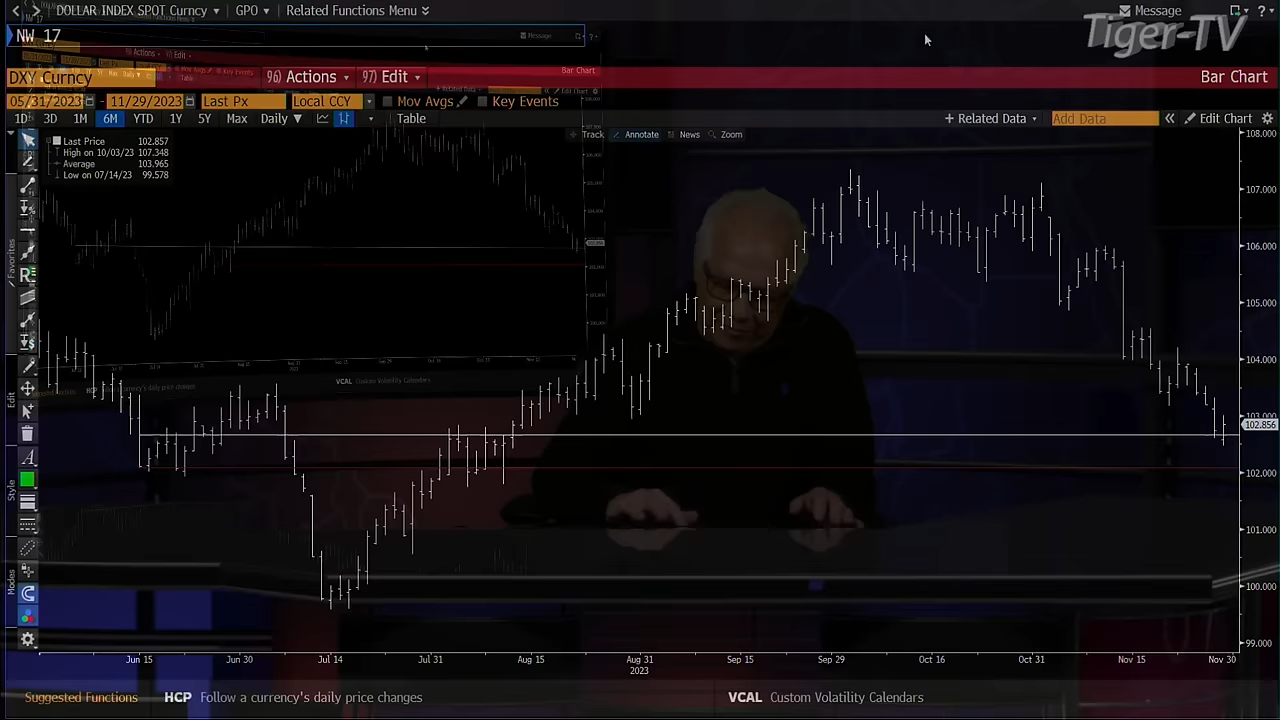 DOLLAR INDEX SPOT Curncy GPO Related Functions Menu Message ?
NW 17
Tiger-TV
DXY Curncy 96) Actions 97) Edit Bar Chart
05/31/2023 - 11/29/2023 Last Px Local CCY Mov Avgs Key Events
1D 3D 1M 6M YTD 1Y 5Y Max Daily Table + Related Data Add Data Edit Chart
Track Annotate News Zoom
Last Price 102.857
High on 10/03/23 107.348
Average 103.965
Low on 07/14/23 99.578
Favorites
Edit
Style
Modes
108.000
107.000
106.000
105.000
104.000
103.000
102.856
102.000
101.000
100.000
99.000
Jun 15 Jun 30 Jul 14 Jul 31 Aug 15 Aug 31 Sep 15 Sep 29 Oct 16 Oct 31 Nov 15 Nov 30
2023
Suggested Functions HCP Follow a currency's daily price changes VCAL Custom Volatility Calendars